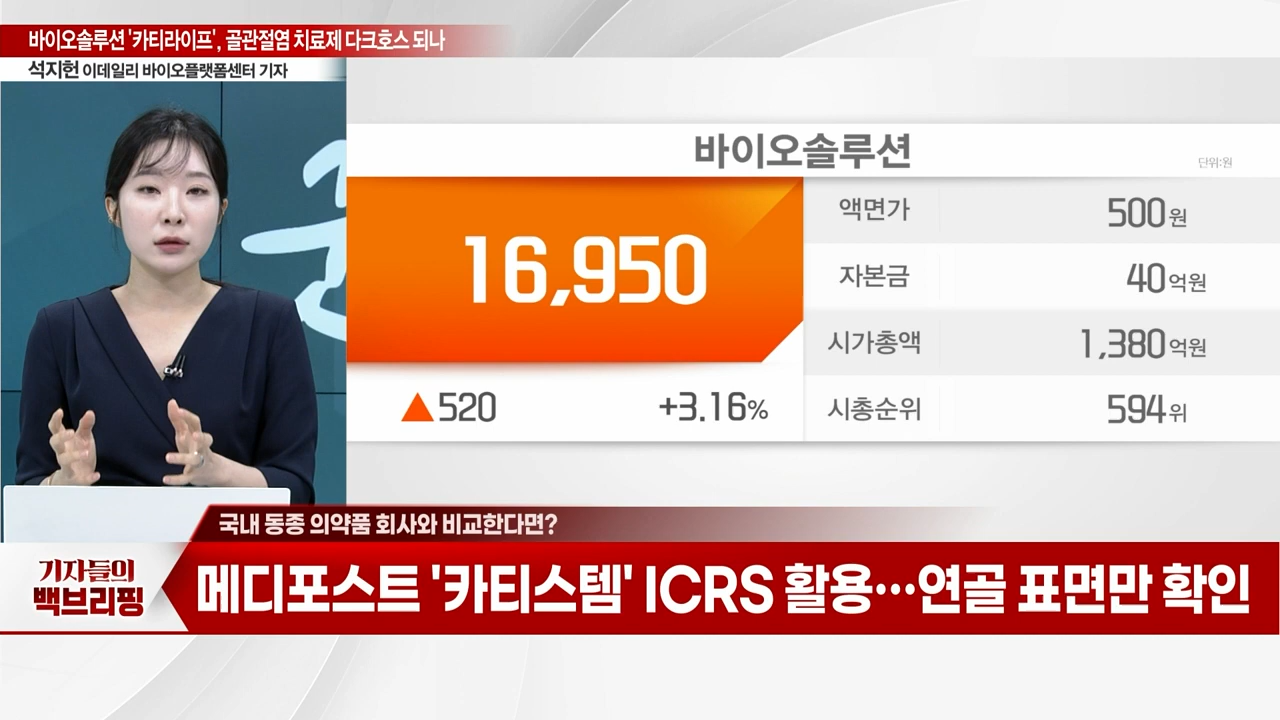 바이오솔루션 '카티라이프', 골관절염 치료제 다크호스 되나
석지헌 이데일리 바이오플랫폼센터 기자
바이오솔루션
단위:원
16,950
▲520 +3.16%
액면가 500원
자본금 40억원
시가총액 1,380억원
시총순위 594위
국내 동종 의약품 회사와 비교한다면?
기자들의
백브리핑
메디포스트 '카티스템' ICRS 활용…연골 표면만 확인